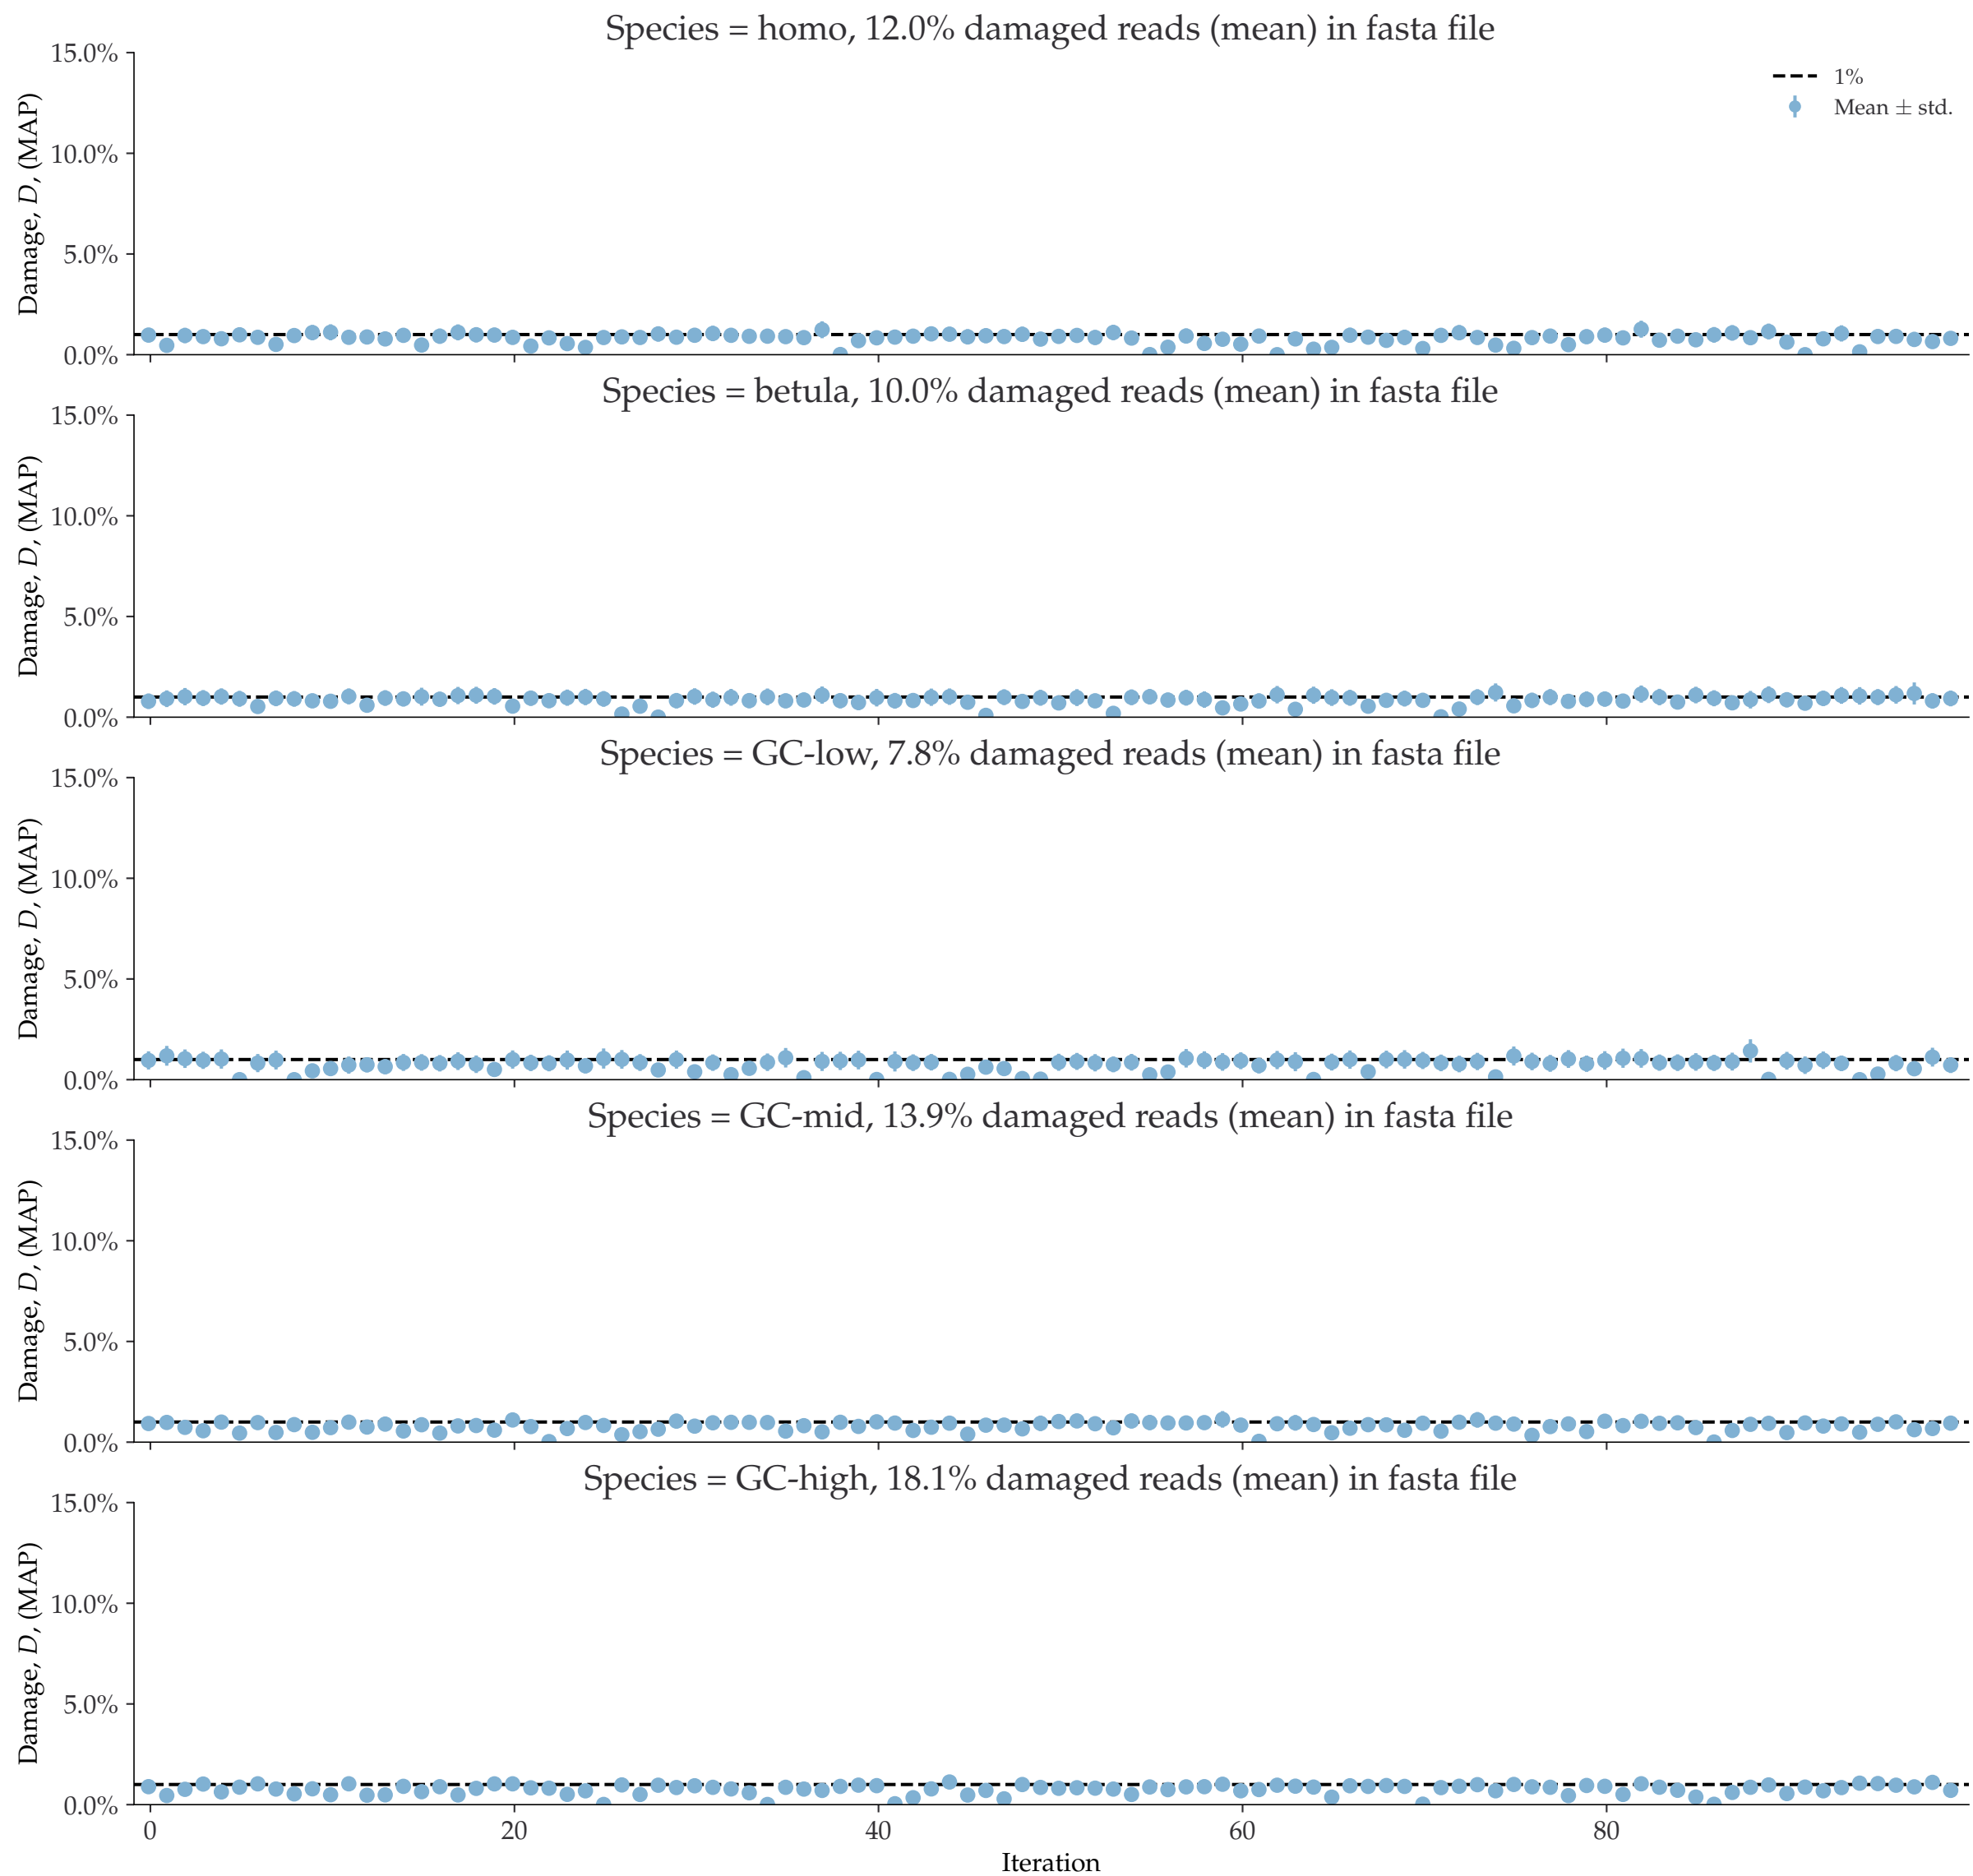 Species = homo, 12.0% damaged reads (mean) in fasta file
15.0%
10.0%
5.0%
0.0%
Damage, D, (MAP)
1%
Mean ± std.
Species = betula, 10.0% damaged reads (mean) in fasta file
15.0%
10.0%
5.0%
0.0%
Damage, D, (MAP)
Species = GC-low, 7.8% damaged reads (mean) in fasta file
15.0%
10.0%
5.0%
0.0%
Damage, D, (MAP)
Species = GC-mid, 13.9% damaged reads (mean) in fasta file
15.0%
10.0%
5.0%
0.0%
Damage, D, (MAP)
Species = GC-high, 18.1% damaged reads (mean) in fasta file
15.0%
10.0%
5.0%
0.0%
Damage, D, (MAP)
0 20 40 60 80
Iteration